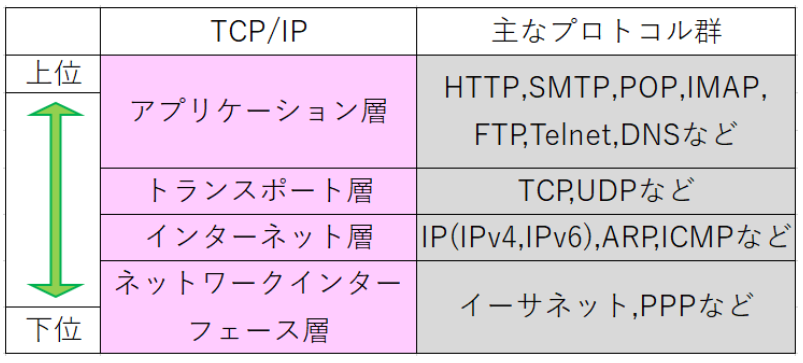 TCP/IP
主なプロトコル群
上位
アプリケーション層
HTTP,SMTP,POP,IMAP,
FTP,Telnet,DNSなど
トランスポート層
TCP,UDPなど
インターネット層
IP(IPv4,IPv6),ARP,ICMPなど
ネットワークインター
フェース層
イーサネット,PPPなど
下位